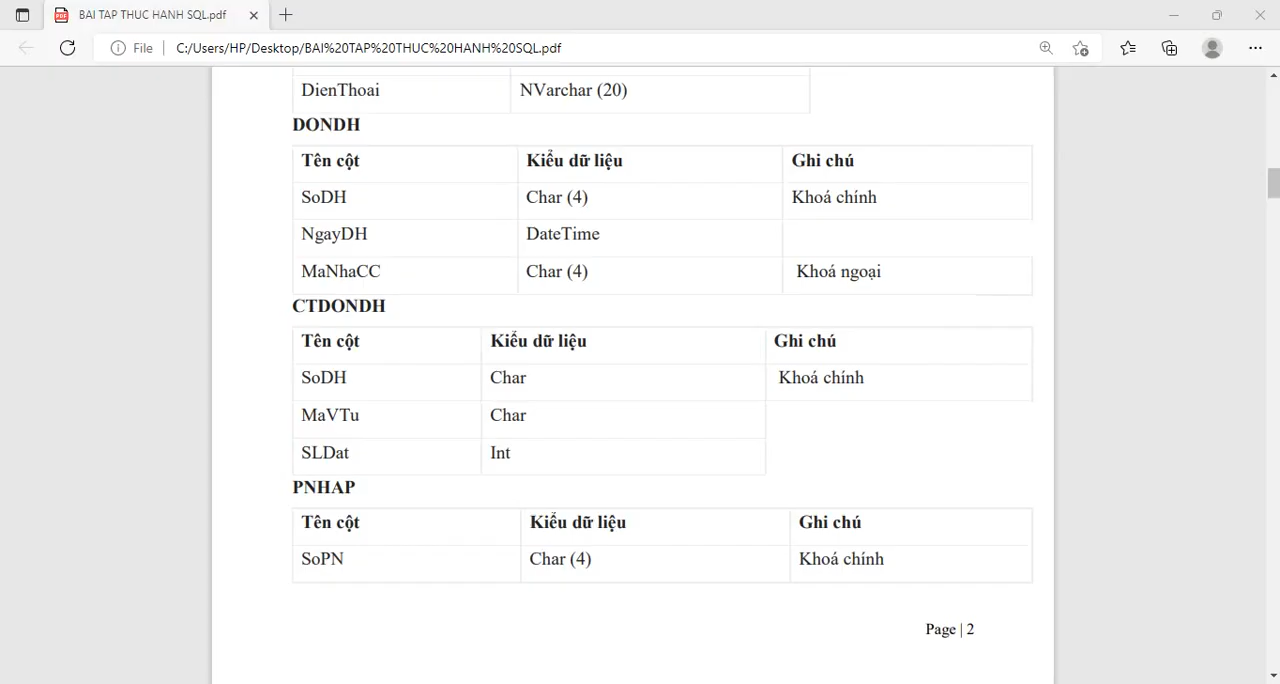 BAI TAP THUC HANH SQL.pdf
File C:/Users/HP/Desktop/BAI%20TAP%20THUC%20HANH%20SQL.pdf
DienThoai NVarchar (20)
DONDH
Tên cột Kiểu dữ liệu Ghi chú
SoDH Char (4) Khoá chính
NgayDH DateTime
MaNhaCC Char (4) Khoá ngoại
CTDONDH
Tên cột Kiểu dữ liệu Ghi chú
SoDH Char Khoá chính
MaVTu Char
SLDat Int
PNHAP
Tên cột Kiểu dữ liệu Ghi chú
SoPN Char (4) Khoá chính
Page | 2